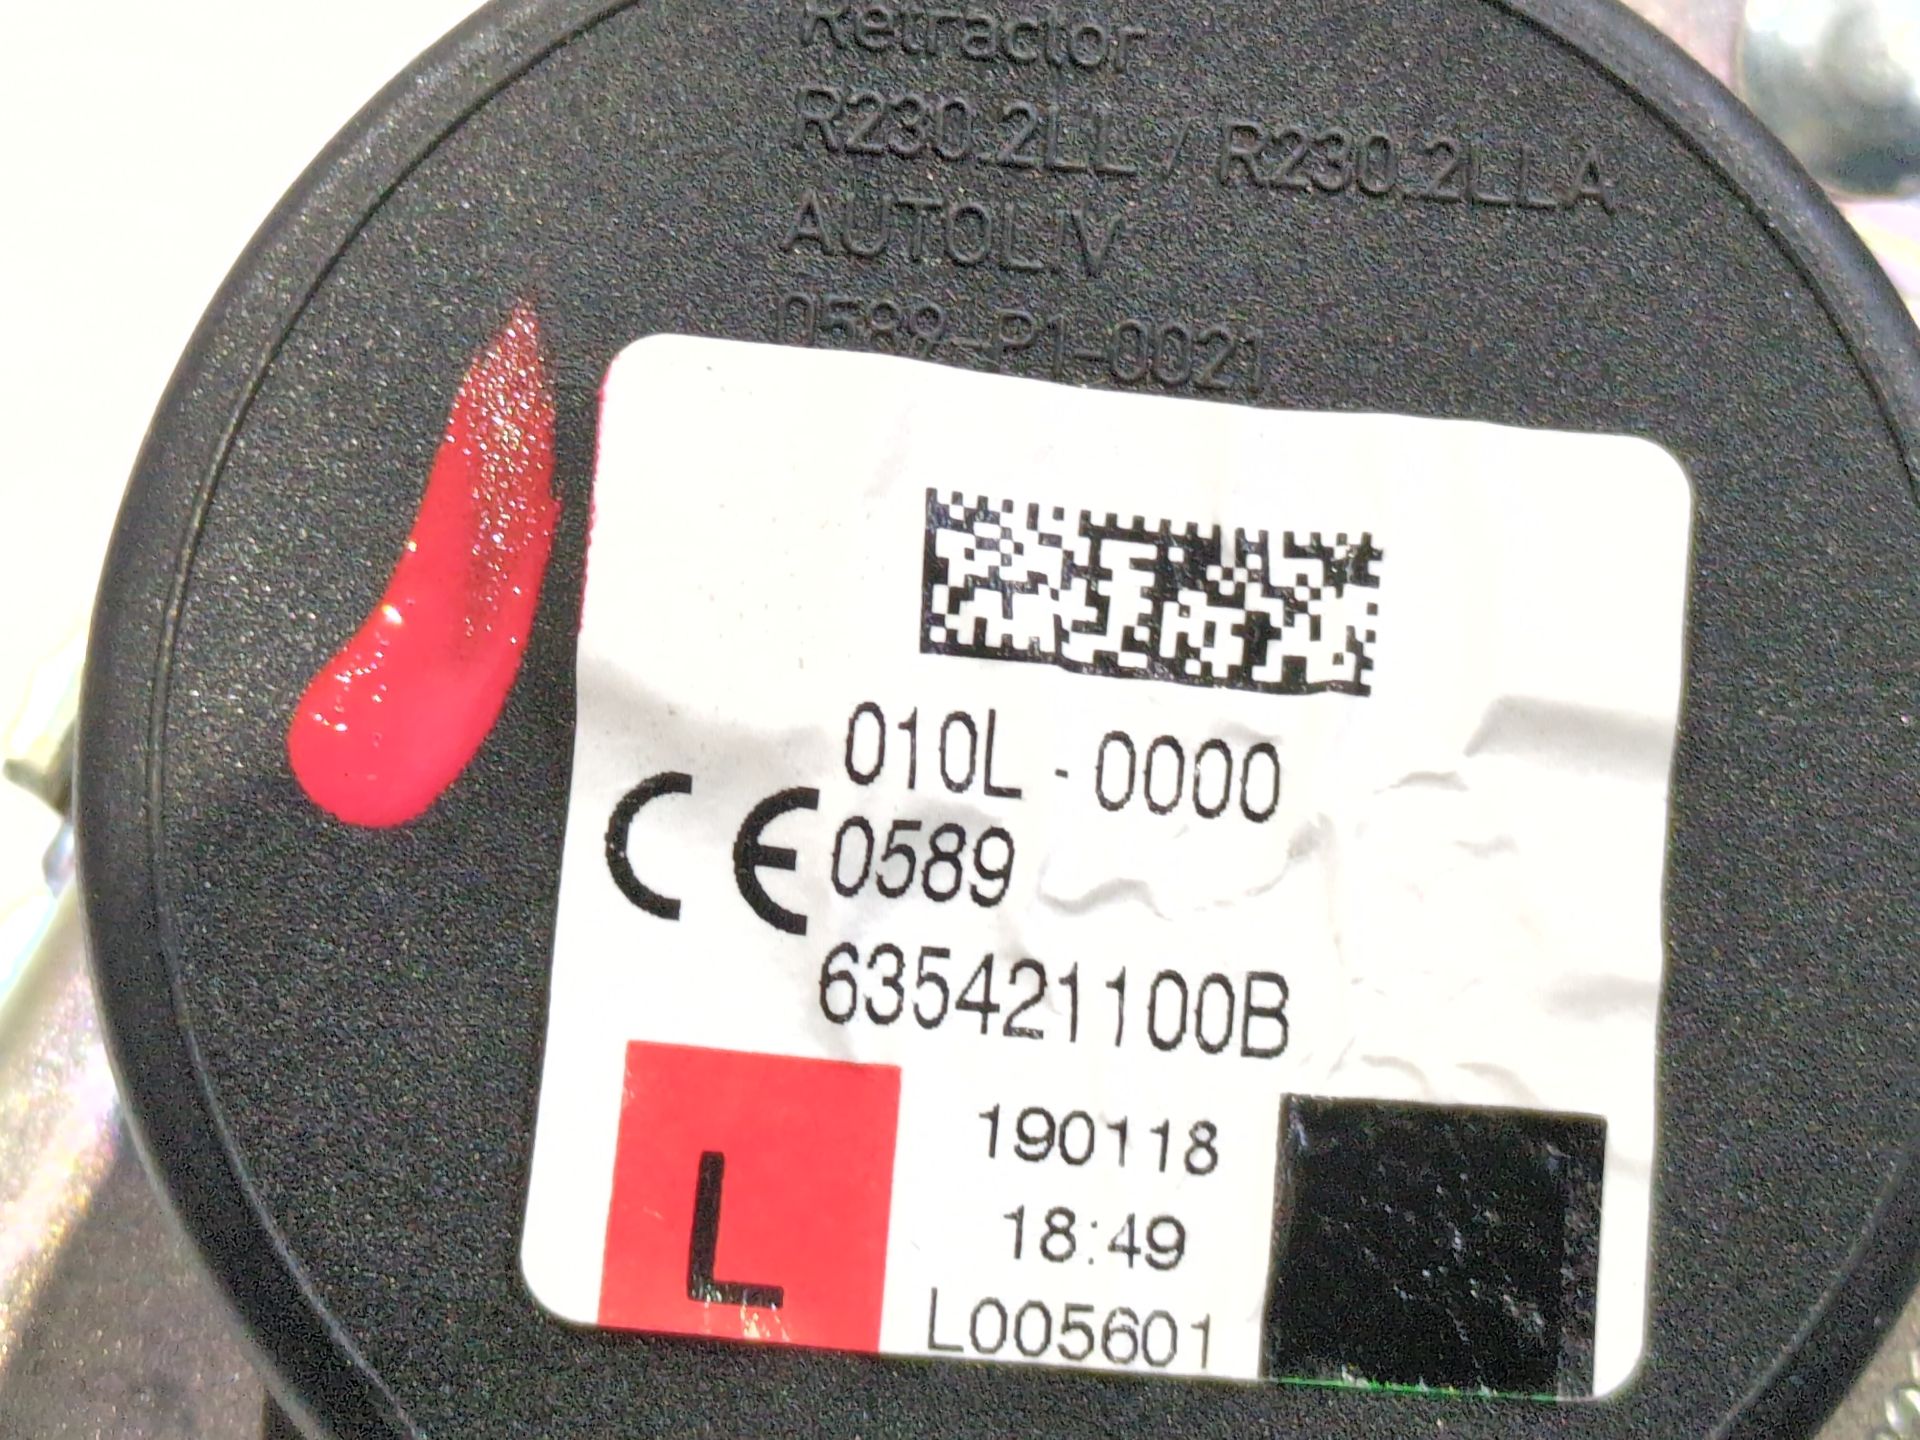 Retractor
R230.2LL / R230.2LLA
AUTOLIV
0589-P1-0021
010L - 0000
CE 0589
635421100B
L
190118
18:49
L005601